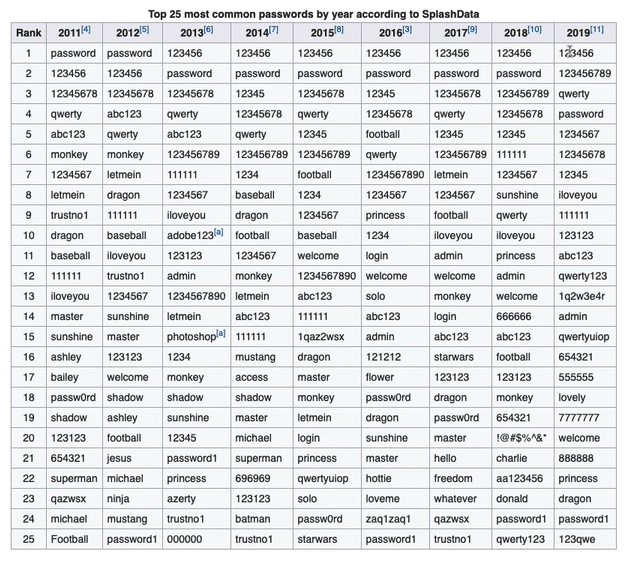 Top 25 most common passwords by year according to SplashData
Rank 2011[4] 2012[5] 2013[6] 2014[7] 2015[8] 2016[3] 2017[9] 2018[10] 2019[11]
1 password password 123456 123456 123456 123456 123456 123456 123456
2 123456 123456 password password password password password password 123456789
3 12345678 12345678 12345678 12345 12345678 12345 12345678 123456789 qwerty
4 qwerty abc123 qwerty 12345678 qwerty 12345678 qwerty 12345678 password
5 abc123 qwerty abc123 qwerty 12345 football 12345 12345 1234567
6 monkey monkey 123456789 123456789 123456789 qwerty 123456789 111111 12345678
7 1234567 letmein 111111 1234 football 1234567890 letmein 1234567 12345
8 letmein dragon 1234567 baseball 1234 1234567 1234567 sunshine iloveyou
9 trustno1 111111 iloveyou dragon 1234567 princess football qwerty 111111
10 dragon baseball adobe123[a] football baseball 1234 iloveyou iloveyou 123123
11 baseball iloveyou 123123 1234567 welcome login admin princess abc123
12 111111 trustno1 admin monkey 1234567890 welcome welcome admin qwerty123
13 iloveyou 1234567 1234567890 letmein abc123 solo monkey welcome 1q2w3e4r
14 master sunshine letmein abc123 111111 abc123 login 666666 admin
15 sunshine master photoshop[a] 111111 1qaz2wsx admin abc123 abc123 qwertyuiop
16 ashley 123123 1234 mustang dragon 121212 starwars football 654321
17 bailey welcome monkey access master flower 123123 123123 555555
18 passw0rd shadow shadow shadow monkey passw0rd dragon monkey lovely
19 shadow ashley sunshine master letmein dragon passw0rd 654321 7777777
20 123123 football 12345 michael login sunshine master !@#$%^&* welcome
21 654321 jesus password1 superman princess master hello charlie 888888
22 superman michael princess 696969 qwertyuiop hottie freedom aa123456 princess
23 qazwsx ninja azerty 123123 solo loveme whatever donald dragon
24 michael mustang trustno1 batman passw0rd zaq1zaq1 qazwsx password1 password1
25 Football password1 000000 trustno1 starwars password1 trustno1 qwerty123 123qwe